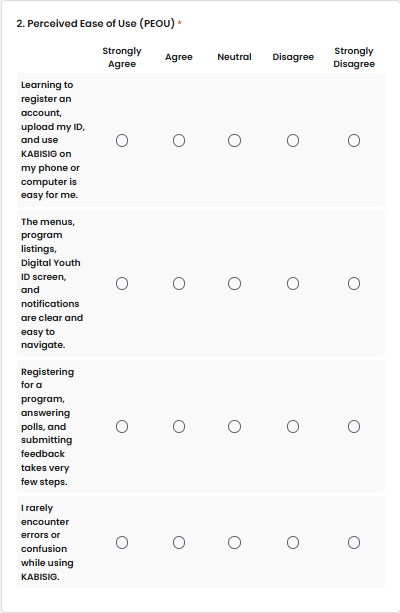 2. Perceived Ease of Use (PEOU) *
Strongly Agree Agree Neutral Disagree Strongly Disagree
Learning to
register an
account,
upload my ID,
and use
KABISIG on
my phone or
computer is
easy for me.
The menus,
program
listings,
Digital Youth
ID screen,
and
notifications
are clear and
easy to
navigate.
Registering
for a
program,
answering
polls, and
submitting
feedback
takes very
few steps.
I rarely
encounter
errors or
confusion
while using
KABISIG.